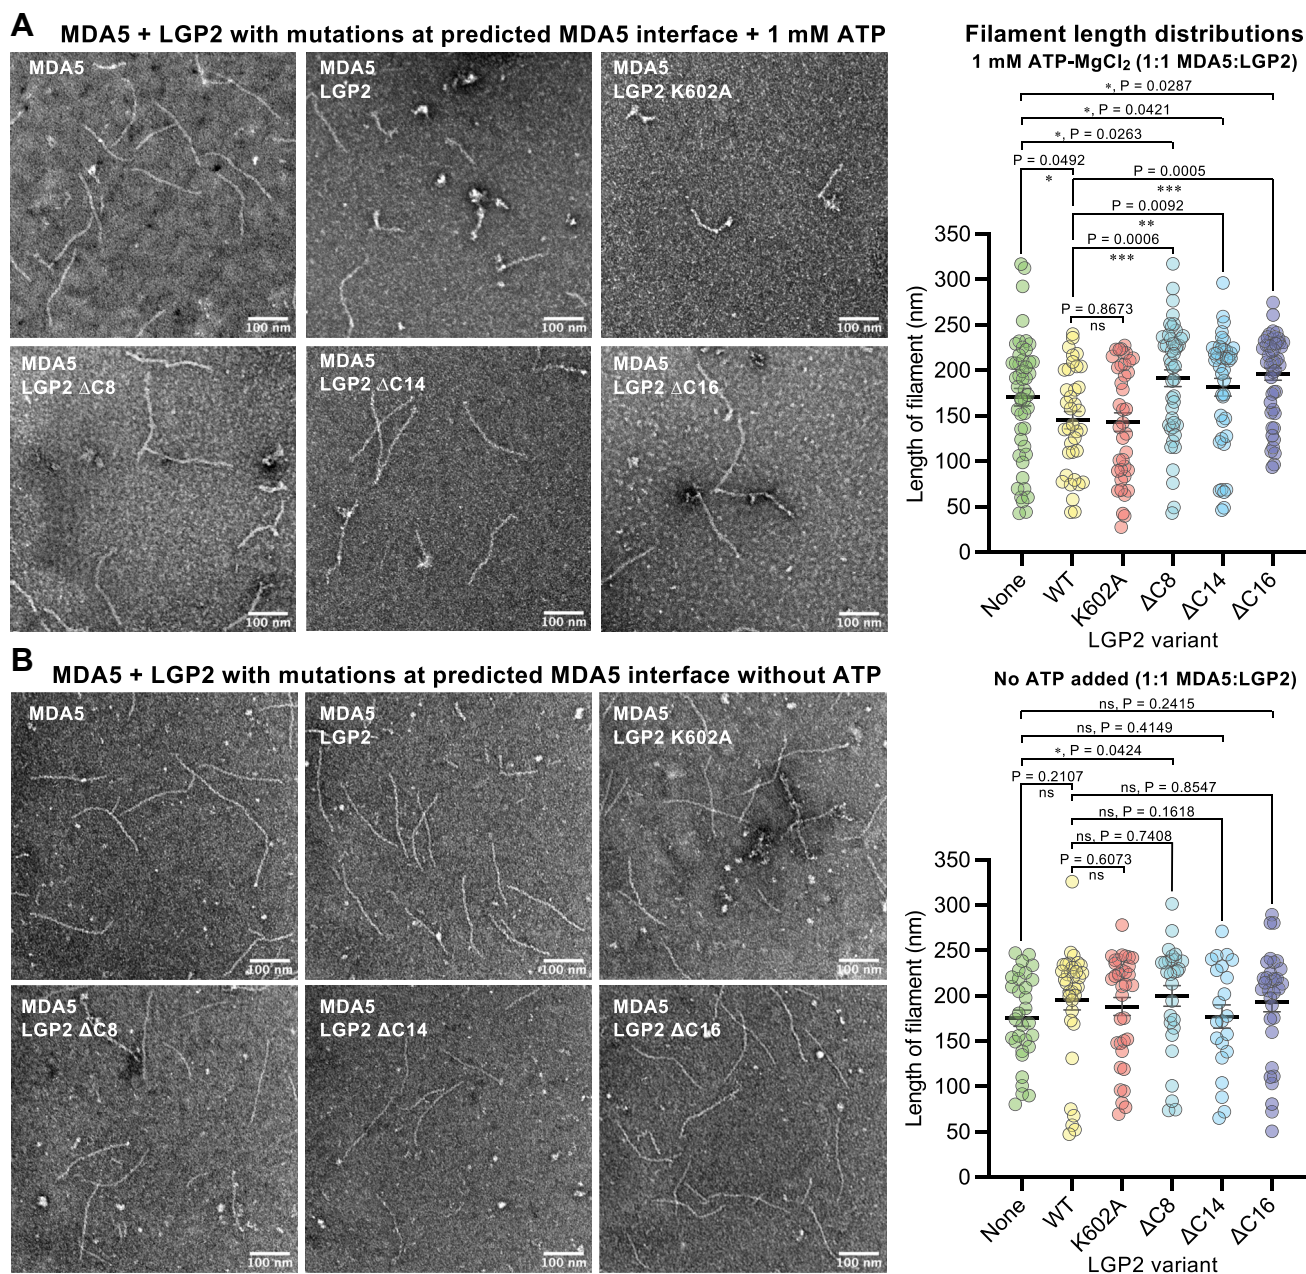 A
MDA5 + LGP2 with mutations at predicted MDA5 interface + 1 mM ATP
MDA5
MDA5
LGP2
MDA5
LGP2 K602A
100 nm
100 nm
100 nm
MDA5
LGP2 ΔC8
MDA5
LGP2 ΔC14
MDA5
LGP2 ΔC16
100 nm
100 nm
100 nm
Filament length distributions
1 mM ATP-MgCl₂ (1:1 MDA5:LGP2)
*, P = 0.0287
*, P = 0.0421
*, P = 0.0263
P = 0.0492
*
P = 0.0005
***
P = 0.0092
**
P = 0.0006
***
P = 0.8673
ns
Length of filament (nm)
350
300
250
200
150
100
50
0
None
WT
K602A
ΔC8
ΔC14
ΔC16
LGP2 variant
B
MDA5 + LGP2 with mutations at predicted MDA5 interface without ATP
MDA5
MDA5
LGP2
MDA5
LGP2 K602A
100 nm
100 nm
100 nm
MDA5
LGP2 ΔC8
MDA5
LGP2 ΔC14
MDA5
LGP2 ΔC16
100 nm
100 nm
100 nm
No ATP added (1:1 MDA5:LGP2)
ns, P = 0.2415
ns, P = 0.4149
*, P = 0.0424
P = 0.2107
ns
ns, P = 0.8547
ns, P = 0.1618
ns, P = 0.7408
P = 0.6073
ns
Length of filament (nm)
350
300
250
200
150
100
50
0
None
WT
K602A
ΔC8
ΔC14
ΔC16
LGP2 variant